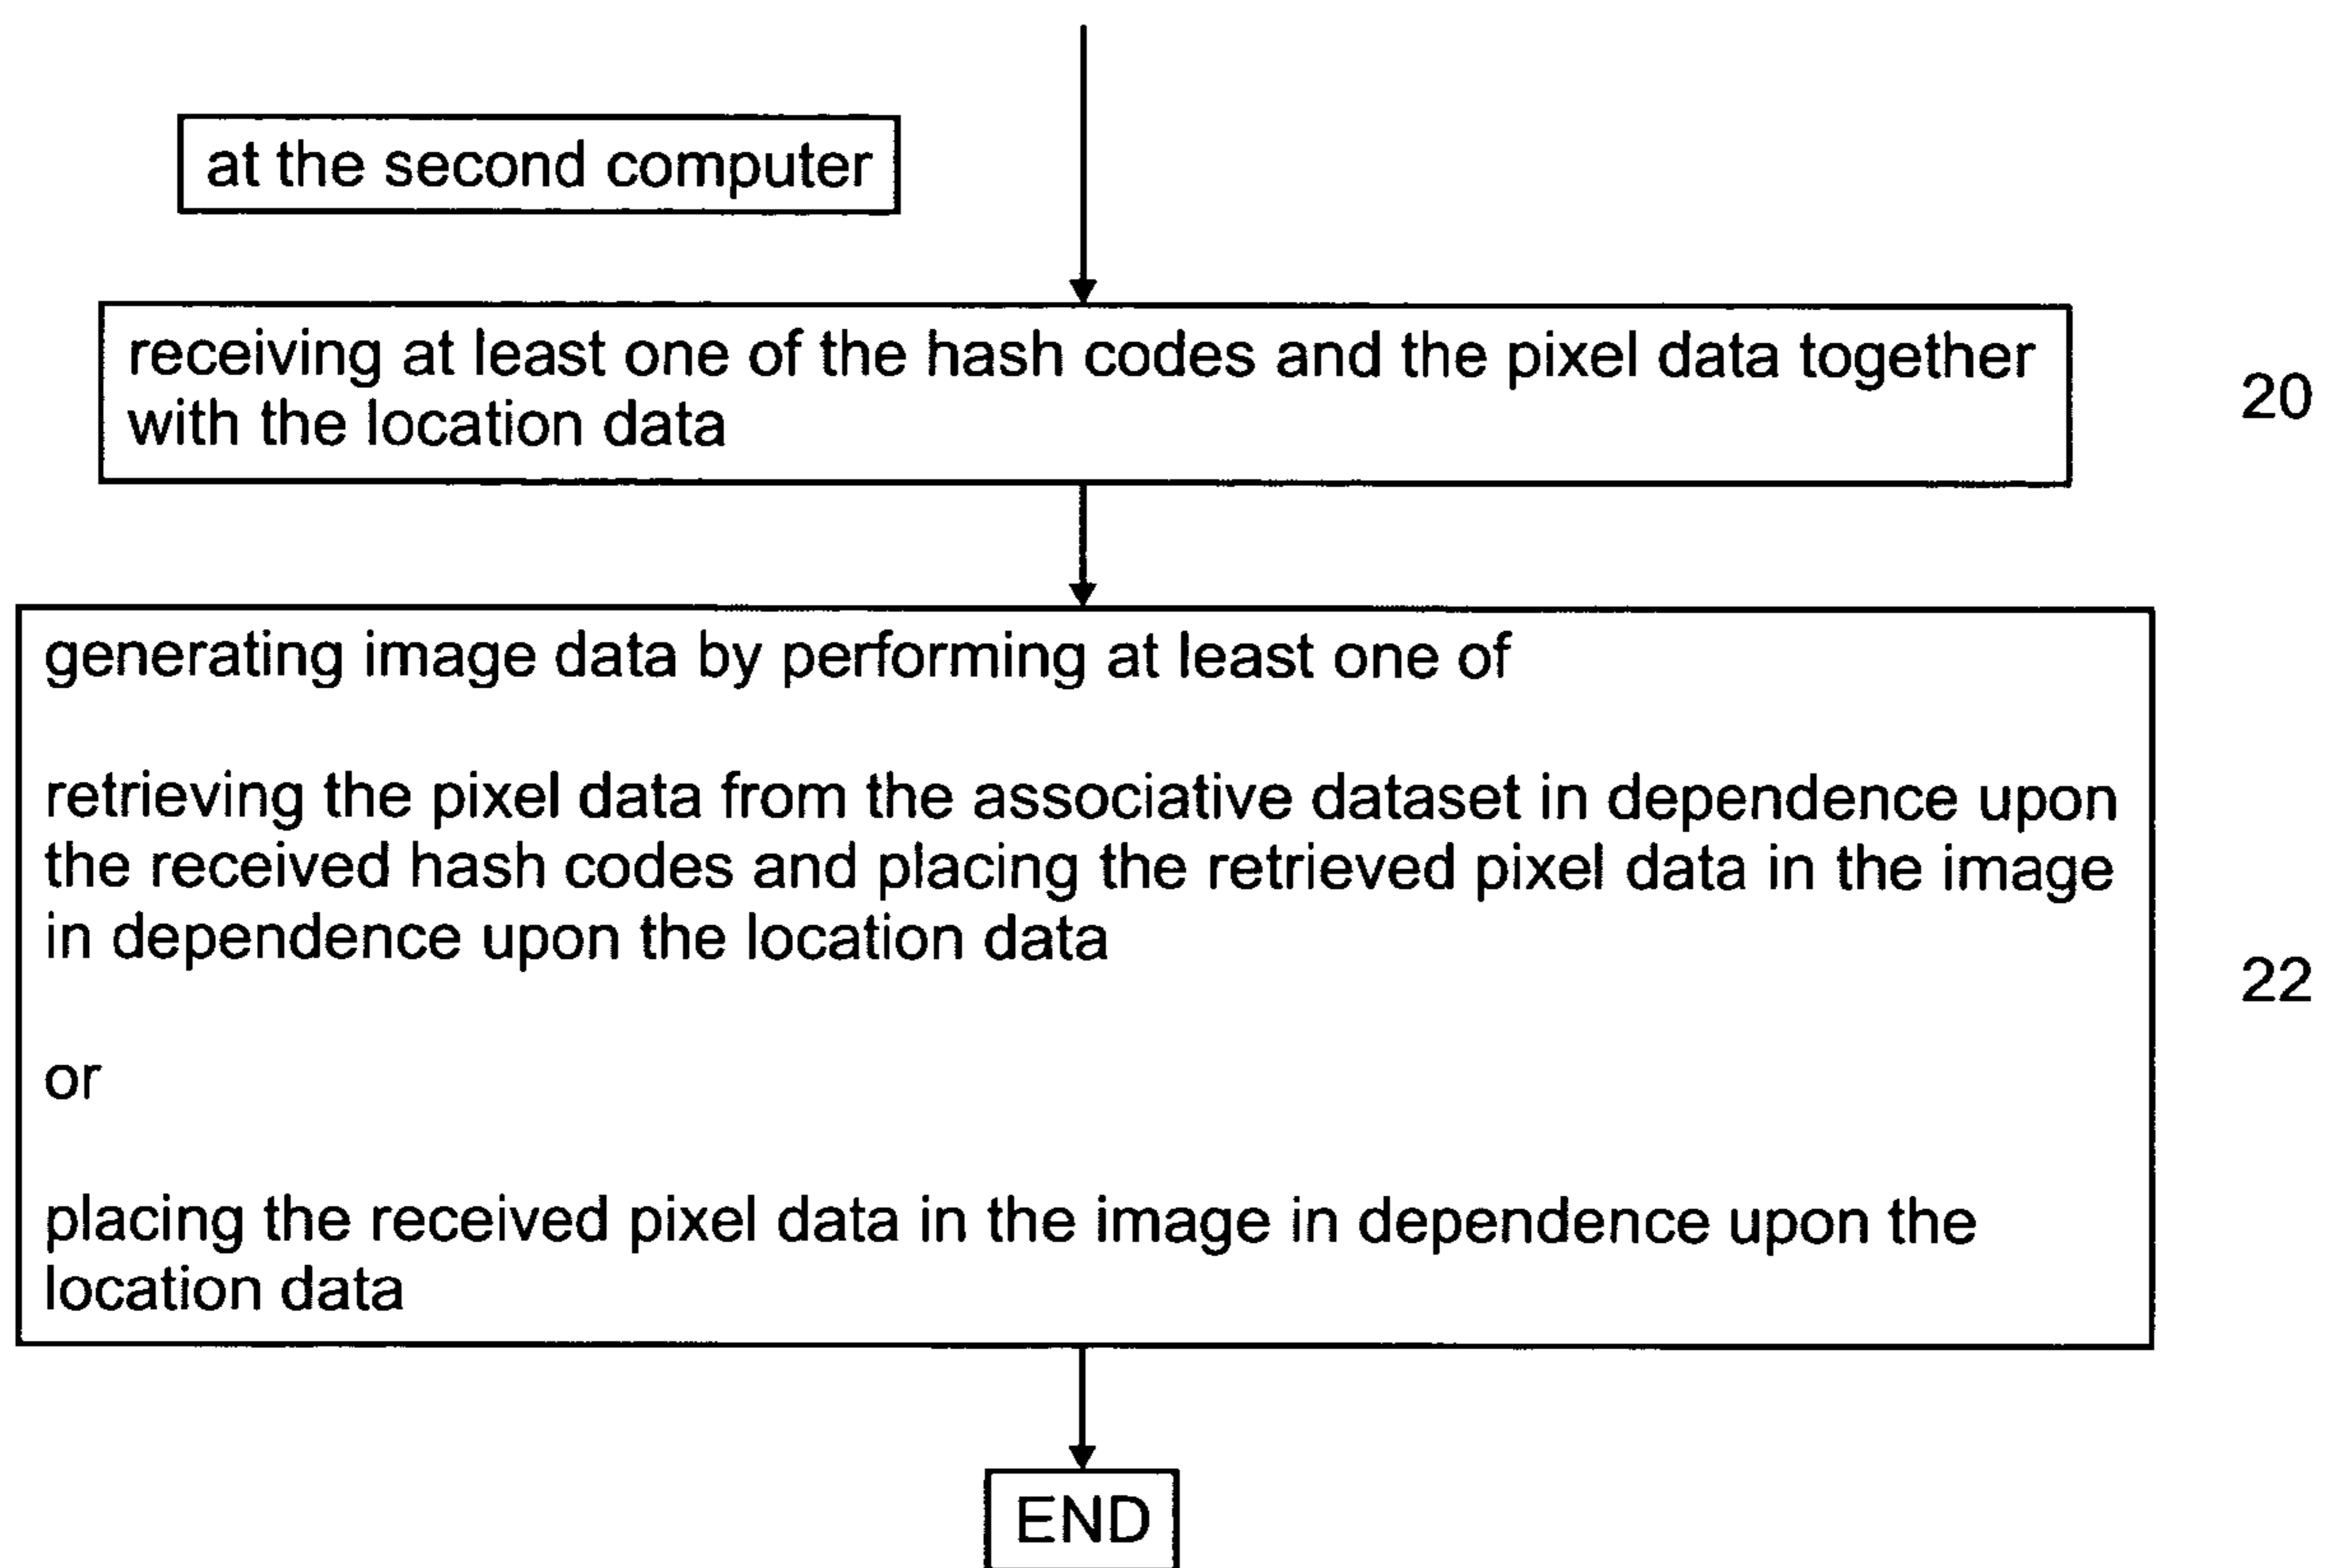 at the second computer
receiving at least one of the hash codes and the pixel data together
with the location data
20
generating image data by performing at least one of
retrieving the pixel data from the associative dataset in dependence upon
the received hash codes and placing the retrieved pixel data in the image
in dependence upon the location data
22
or
placing the received pixel data in the image in dependence upon the
location data
END